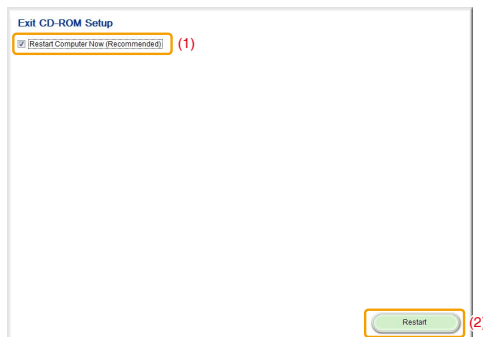 Exit CD-ROM Setup
Restart Computer Now (Recommended) (1)
Restart (2)